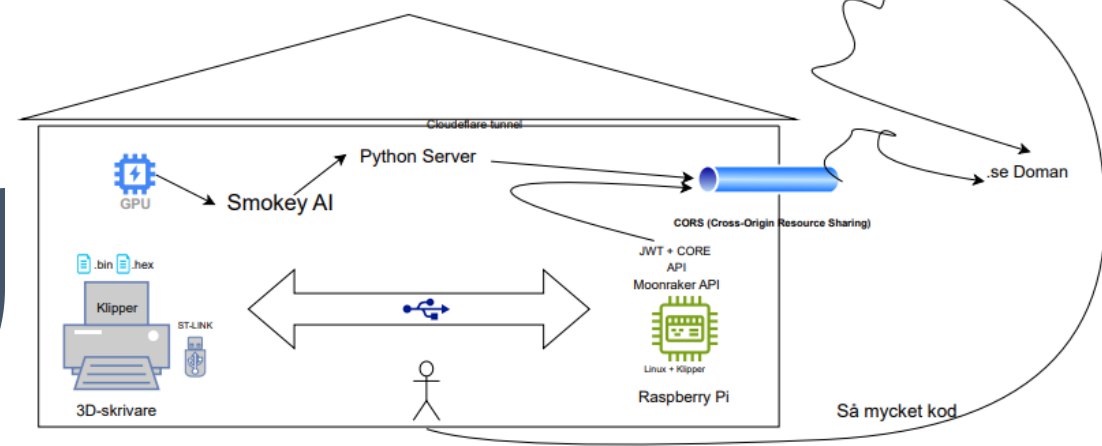 Cloudeflare tunnel
Python Server
.se Doman
GPU
Smokey AI
CORS (Cross-Origin Resource Sharing)
JWT + CORE
API
Moonraker API
.bin .hex
Klipper
ST-LINK
Linux + Klipper
Raspberry Pi
3D-skrivare
Så mycket kod